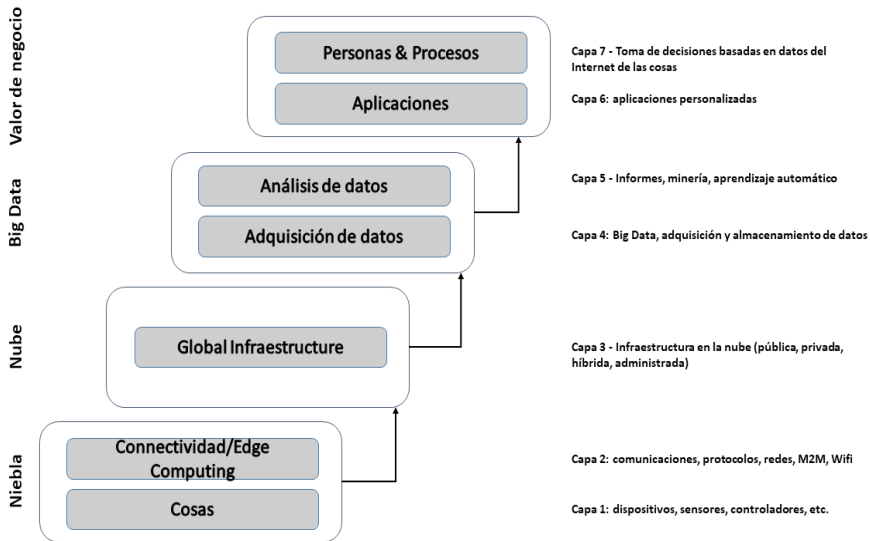 Valor de negocio
Personas & Procesos
Aplicaciones
Capa 7 - Toma de decisiones basadas en datos del
Internet de las cosas
Capa 6: aplicaciones personalizadas
Big Data
Análisis de datos
Adquisición de datos
Capa 5 - Informes, minería, aprendizaje automático
Capa 4: Big Data, adquisición y almacenamiento de datos
Nube
Global Infraestructure
Capa 3 - Infraestructura en la nube (pública, privada,
híbrida, administrada)
Niebla
Connectividad/Edge
Computing
Cosas
Capa 2: comunicaciones, protocolos, redes, M2M, Wifi
Capa 1: dispositivos, sensores, controladores, etc.